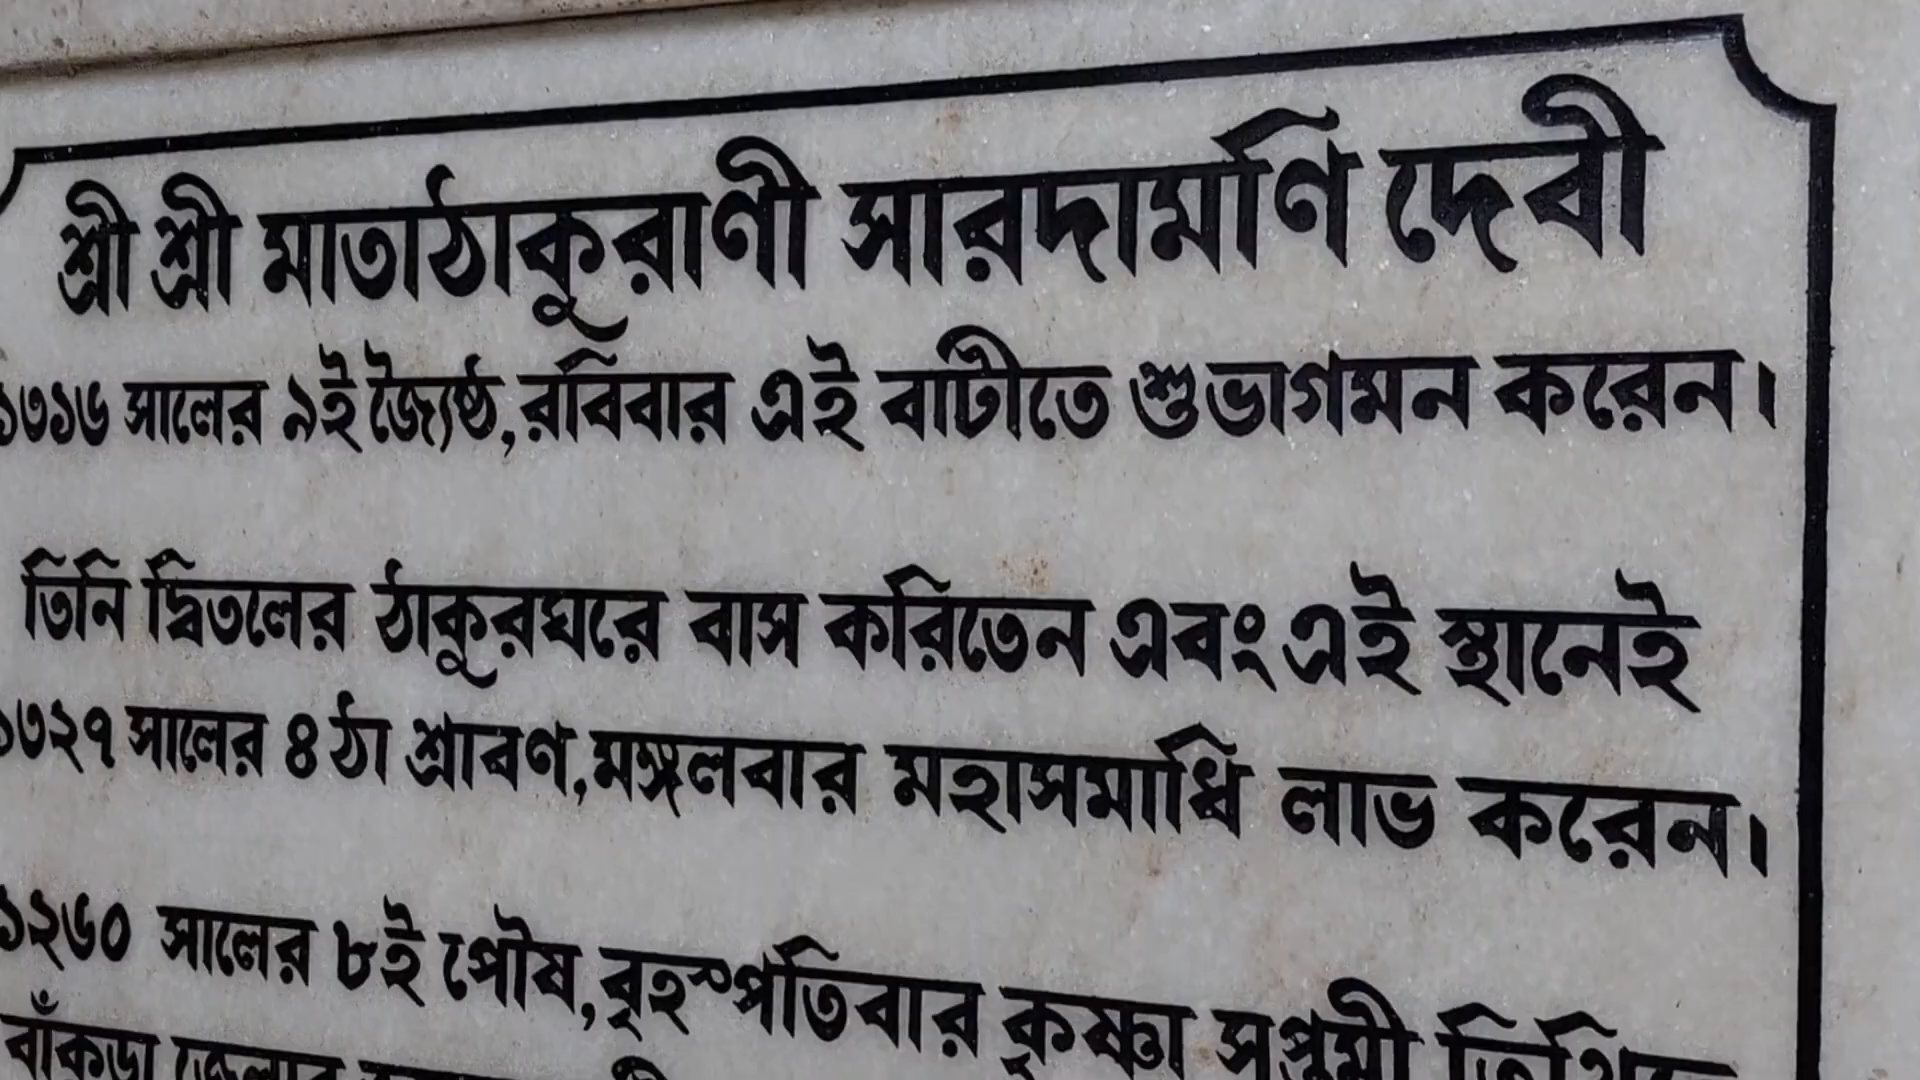 শ্রী শ্রী মাতাঠাকুরাণী সারদামণি দেবী
১৩১৬ সালের ৯ই জ্যৈষ্ঠ, রবিবার এই বাটীতে শুভাগমন করেন।
তিনি দ্বিতলের ঠাকুরঘরে বাস করিতেন এবং এই স্থানেই
১৩২৭ সালের ৪ ঠা শ্রাবণ, মঙ্গলবার মহাসমাধি লাভ করেন।
১২৬০ সালের ৮ই পৌষ, বৃহস্পতিবার কৃষ্ণা সপ্তমী তিথিতে
বাঁকুড়া জেলার